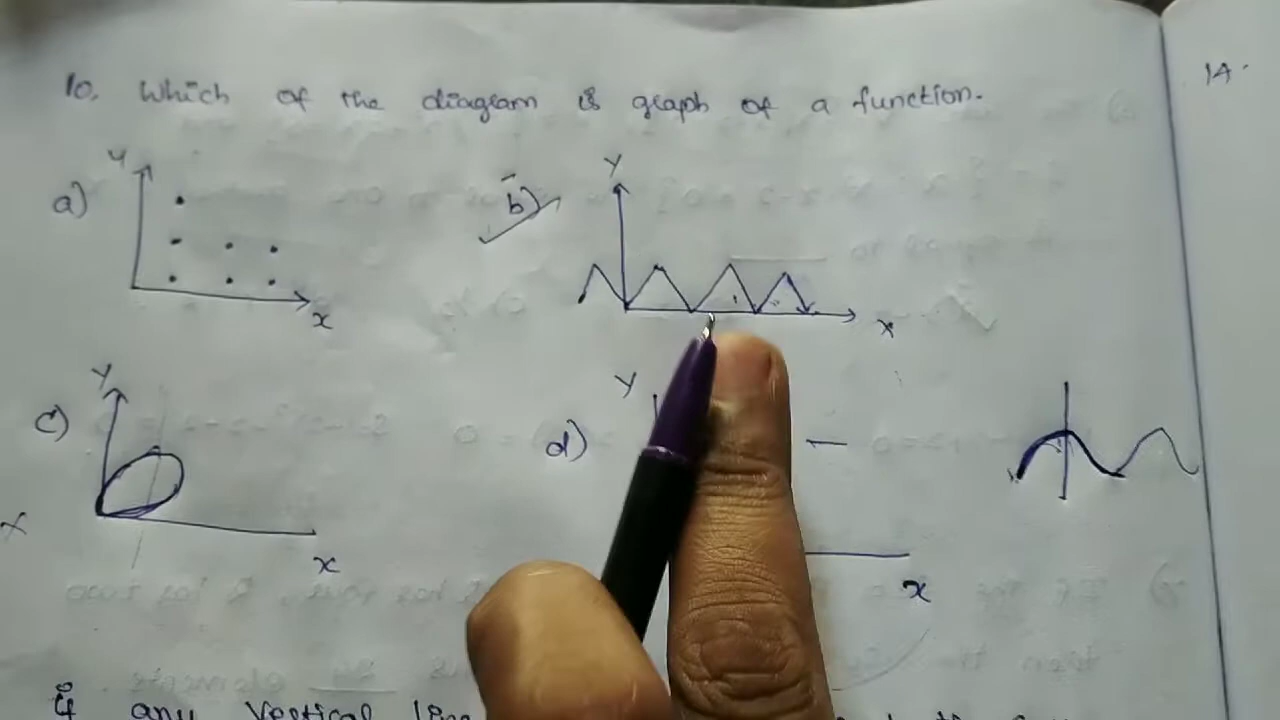 10. Which of the diagram is graph of a function.
14.
a) y x
b) y x
c) y x
d) y x
if any vertical line